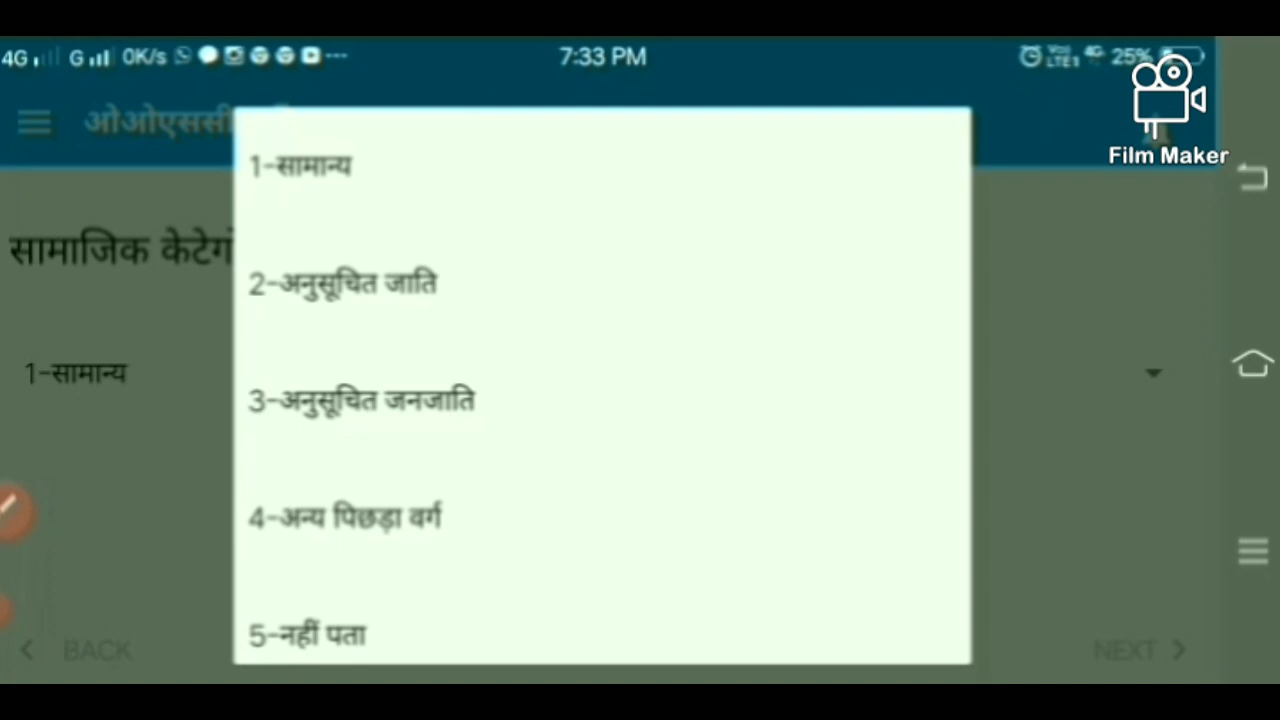 4G G 0K/s 7:33 PM 4G 25%
Film Maker
1-सामान्य
2-अनुसूचित जाति
सामाजिक
1-सामान्य
3-अनुसूचित जनजाति
4-अन्य पिछड़ा वर्ग
5-नहीं पता
BACK NEXT